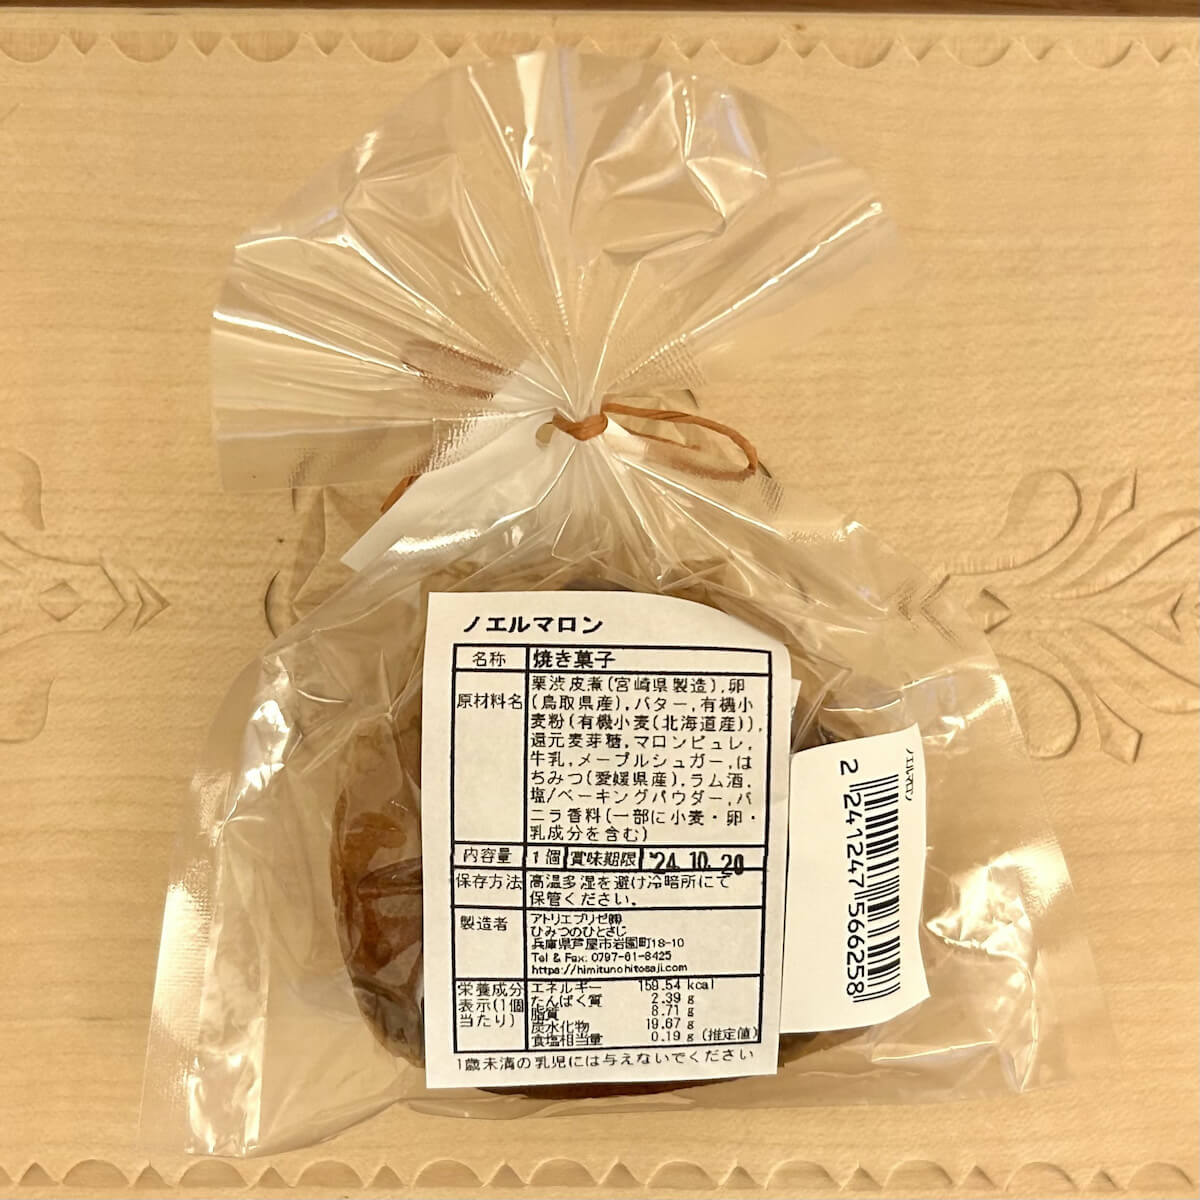 ノエルマロン
名称 焼き菓子
原材料名 栗渋皮煮(宮崎県製造),卵
(鳥取県産),バター,有機小
麦粉(有機小麦(北海道産)),
還元麦芽糖,マロンピュレ,
牛乳,メープルシュガー,は
ちみつ(愛媛県産),ラム酒,
塩/ベーキングパウダー,バ
ニラ香料(一部に小麦・卵・
乳成分を含む)
内容量 1個 賞味期限 '24.10.20
保存方法 高温多湿を避け冷暗所にて
保管ください。
製造者 アトリエプリゼ㈱
ひみつのひとさじ
兵庫県芦屋市岩園町18-10
Tel & Fax: 0797-61-8425
https://himitunohitosaji.com
栄養成分表示(1個当たり)
エネルギー 159.54 kcal
たんぱく質 2.39 g
脂質 8.71 g
炭水化物 19.67 g
食塩相当量 0.19 g (推定値)
1歳未満の乳児には与えないでください
ノエルマロン
2 241247 566258